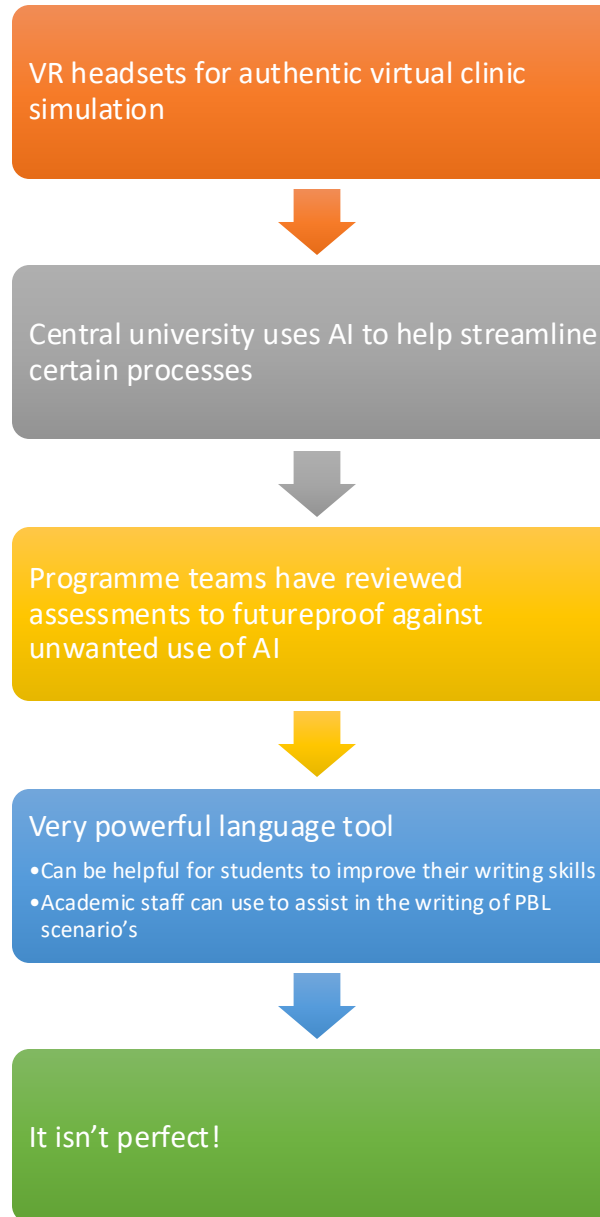 VR headsets for authentic virtual clinic
simulation
Central university uses AI to help streamline
certain processes
Programme teams have reviewed
assessments to futureproof against
unwanted use of AI
Very powerful language tool
•Can be helpful for students to improve their writing skills
•Academic staff can use to assist in the writing of PBL
scenario’s
It isn’t perfect!